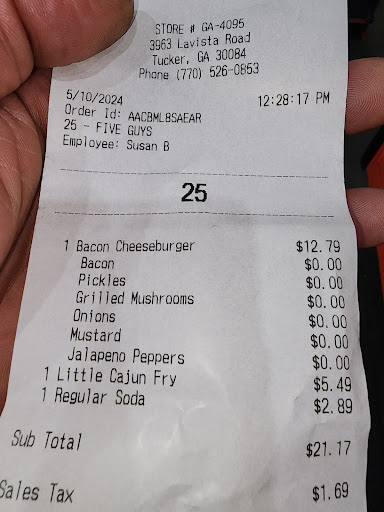 STORE # GA-4095
3963 Lavista Road
Tucker, GA 30084
Phone (770) 526-0853
5/10/2024 12:28:17 PM
Order Id: AACBML8SAEAR
25 - FIVE GUYS
Employee: Susan B
25
1 Bacon Cheeseburger $12.79
Bacon $0.00
Pickles $0.00
Grilled Mushrooms $0.00
Onions $0.00
Mustard $0.00
Jalapeno Peppers $0.00
1 Little Cajun Fry $5.49
1 Regular Soda $2.89
Sub Total $21.17
Sales Tax $1.69